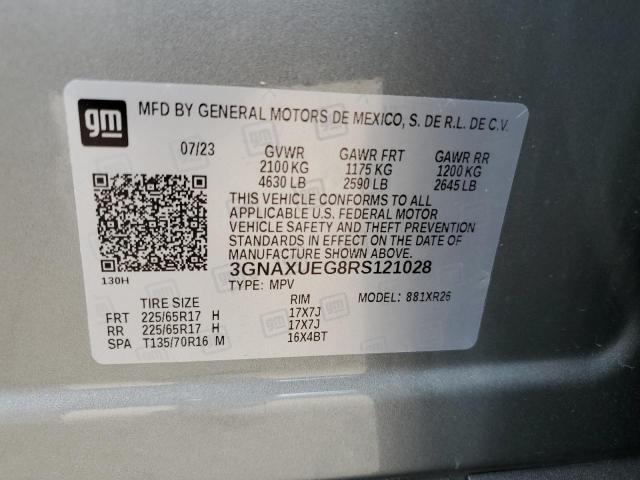 gm
MFD BY GENERAL MOTORS DE MEXICO, S. DE R.L. DE C.V.
07/23 GVWR GAWR FRT GAWR RR
2100 KG 1175 KG 1200 KG
4630 LB 2590 LB 2645 LB
THIS VEHICLE CONFORMS TO ALL
APPLICABLE U.S. FEDERAL MOTOR
VEHICLE SAFETY AND THEFT PREVENTION
STANDARDS IN EFFECT ON THE DATE OF
MANUFACTURE SHOWN ABOVE.
3GNAXUEG8RS121028
130H
TYPE: MPV MODEL: 881XR26
TIRE SIZE RIM
FRT 225/65R17 H 17X7J
RR 225/65R17 H 17X7J
SPA T135/70R16 M 16X4BT